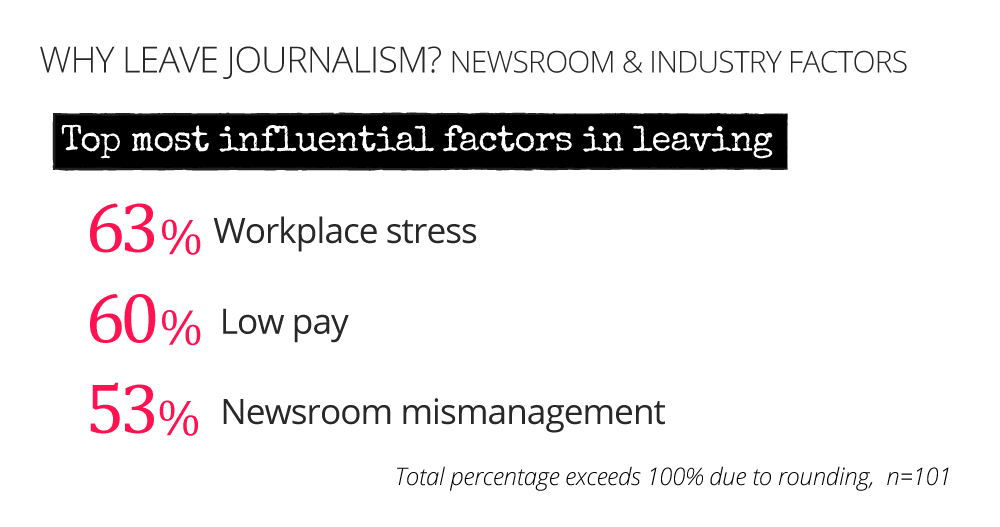 WHY LEAVE JOURNALISM? NEWSROOM & INDUSTRY FACTORS
Top most influential factors in leaving
63% Workplace stress
60% Low pay
53% Newsroom mismanagement
Total percentage exceeds 100% due to rounding, n=101